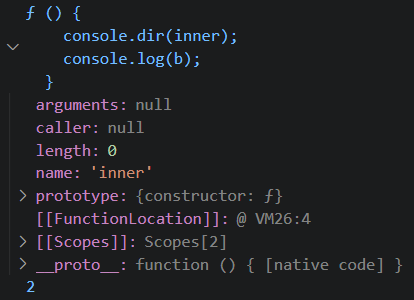 ƒ () {
console.dir(inner);
console.log(b);
}
arguments: null
caller: null
length: 0
name: 'inner'
prototype: {constructor: ƒ}
[[FunctionLocation]]: @ VM26:4
[[Scopes]]: Scopes[2]
__proto__: function () { [native code] }
2